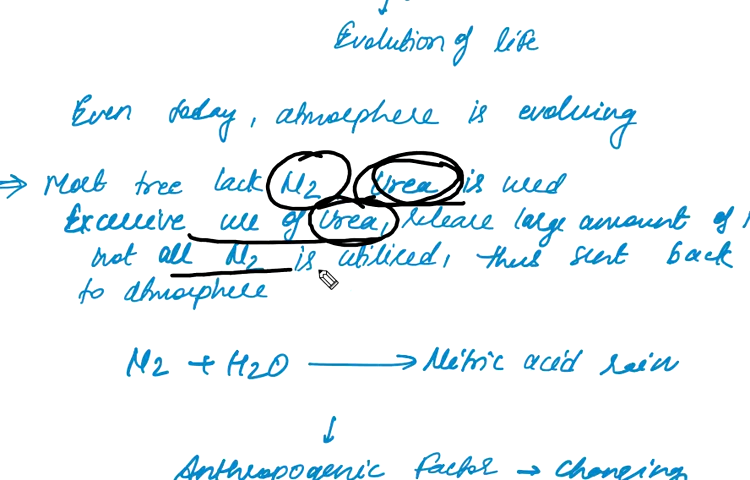 Evolution of life
Even today, atmosphere is evolving
⇒ Most tree lack N2, Urea is used
Excessive use of Urea, release large amount of
not all N2 is utilised, thus sent back
to atmosphere
N2 + H2O → Nitric acid rain
↓
Anthropogenic Factor → changing